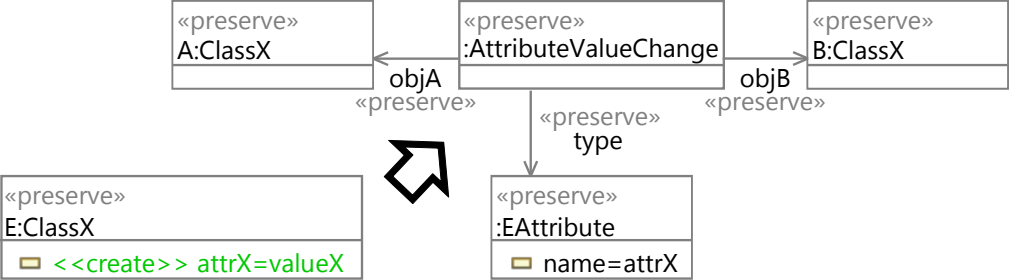 «preserve»
A:ClassX
«preserve»
:AttributeValueChange
«preserve»
B:ClassX
objA
«preserve»
objB
«preserve»
«preserve»
type
«preserve»
E:ClassX
<<create>> attrX=valueX
«preserve»
:EAttribute
name=attrX